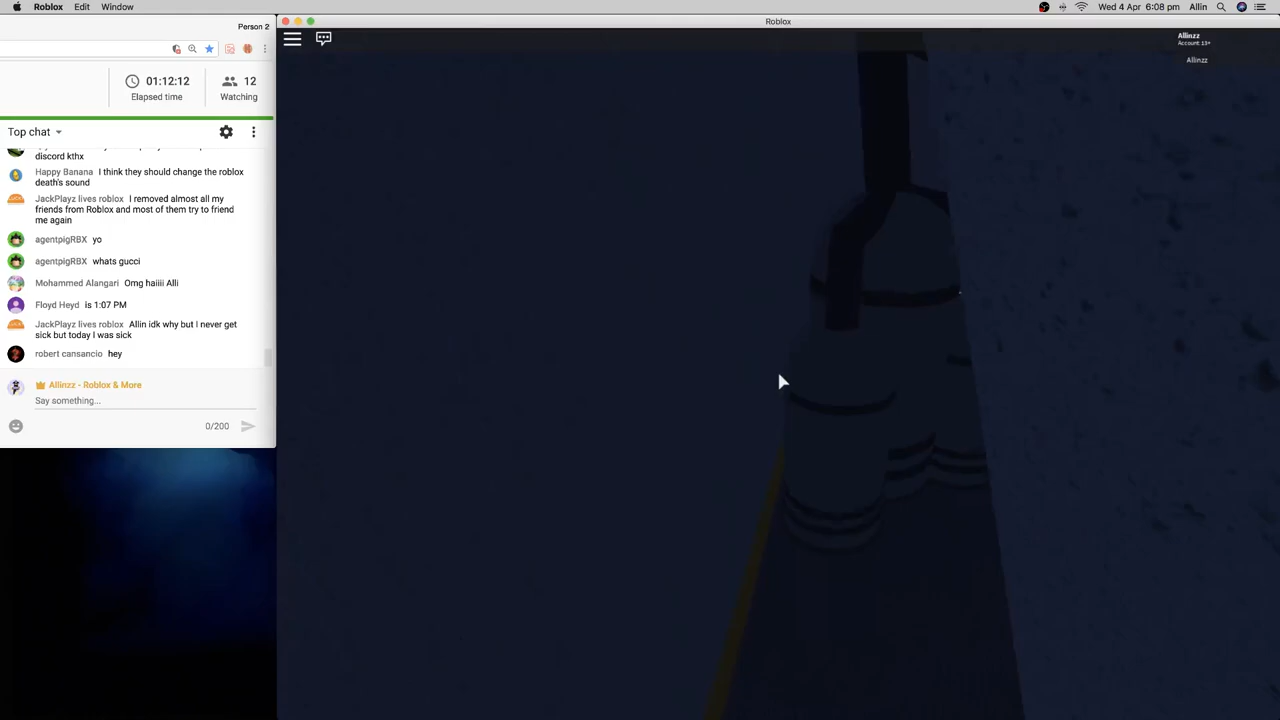 Roblox Edit Window
Wed 4 Apr 6:08 pm Allin
Person 2
Roblox
Allinzz
Account: 13+
Allinzz
01:12:12
Elapsed time
12
Watching
Top chat
discord kthx
Happy Banana I think they should change the roblox
death's sound
JackPlayz lives roblox I removed almost all my
friends from Roblox and most of them try to friend
me again
agentpigRBX yo
agentpigRBX whats gucci
Mohammed Alangari Omg haiiii Alli
Floyd Heyd is 1:07 PM
JackPlayz lives roblox Allin idk why but I never get
sick but today I was sick
robert cansancio hey
Allinzz - Roblox & More
Say something...
0/200